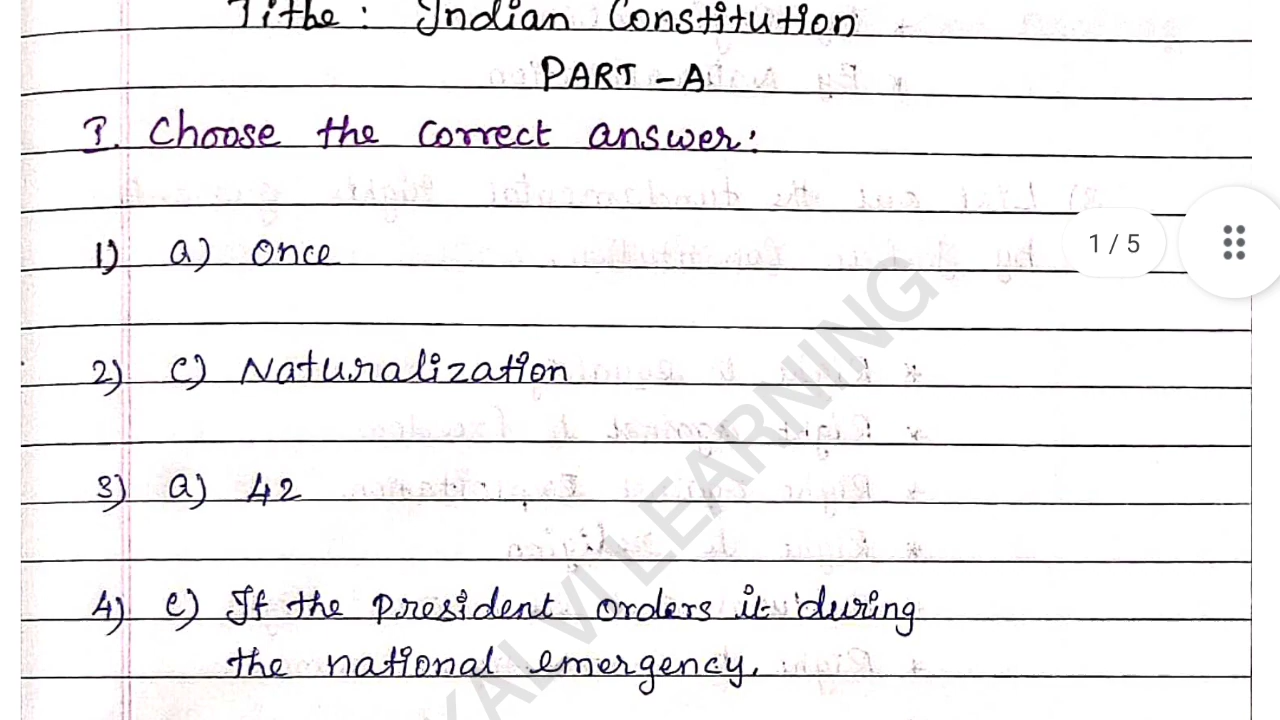 Tithe: Indian Constitution
PART - A
I. Choose the correct answer:
1) a) Once
1 / 5
2) c) Naturalization
3) a) 42
4) c) If the President orders it during
the national emergency.
KALVI LEARNING